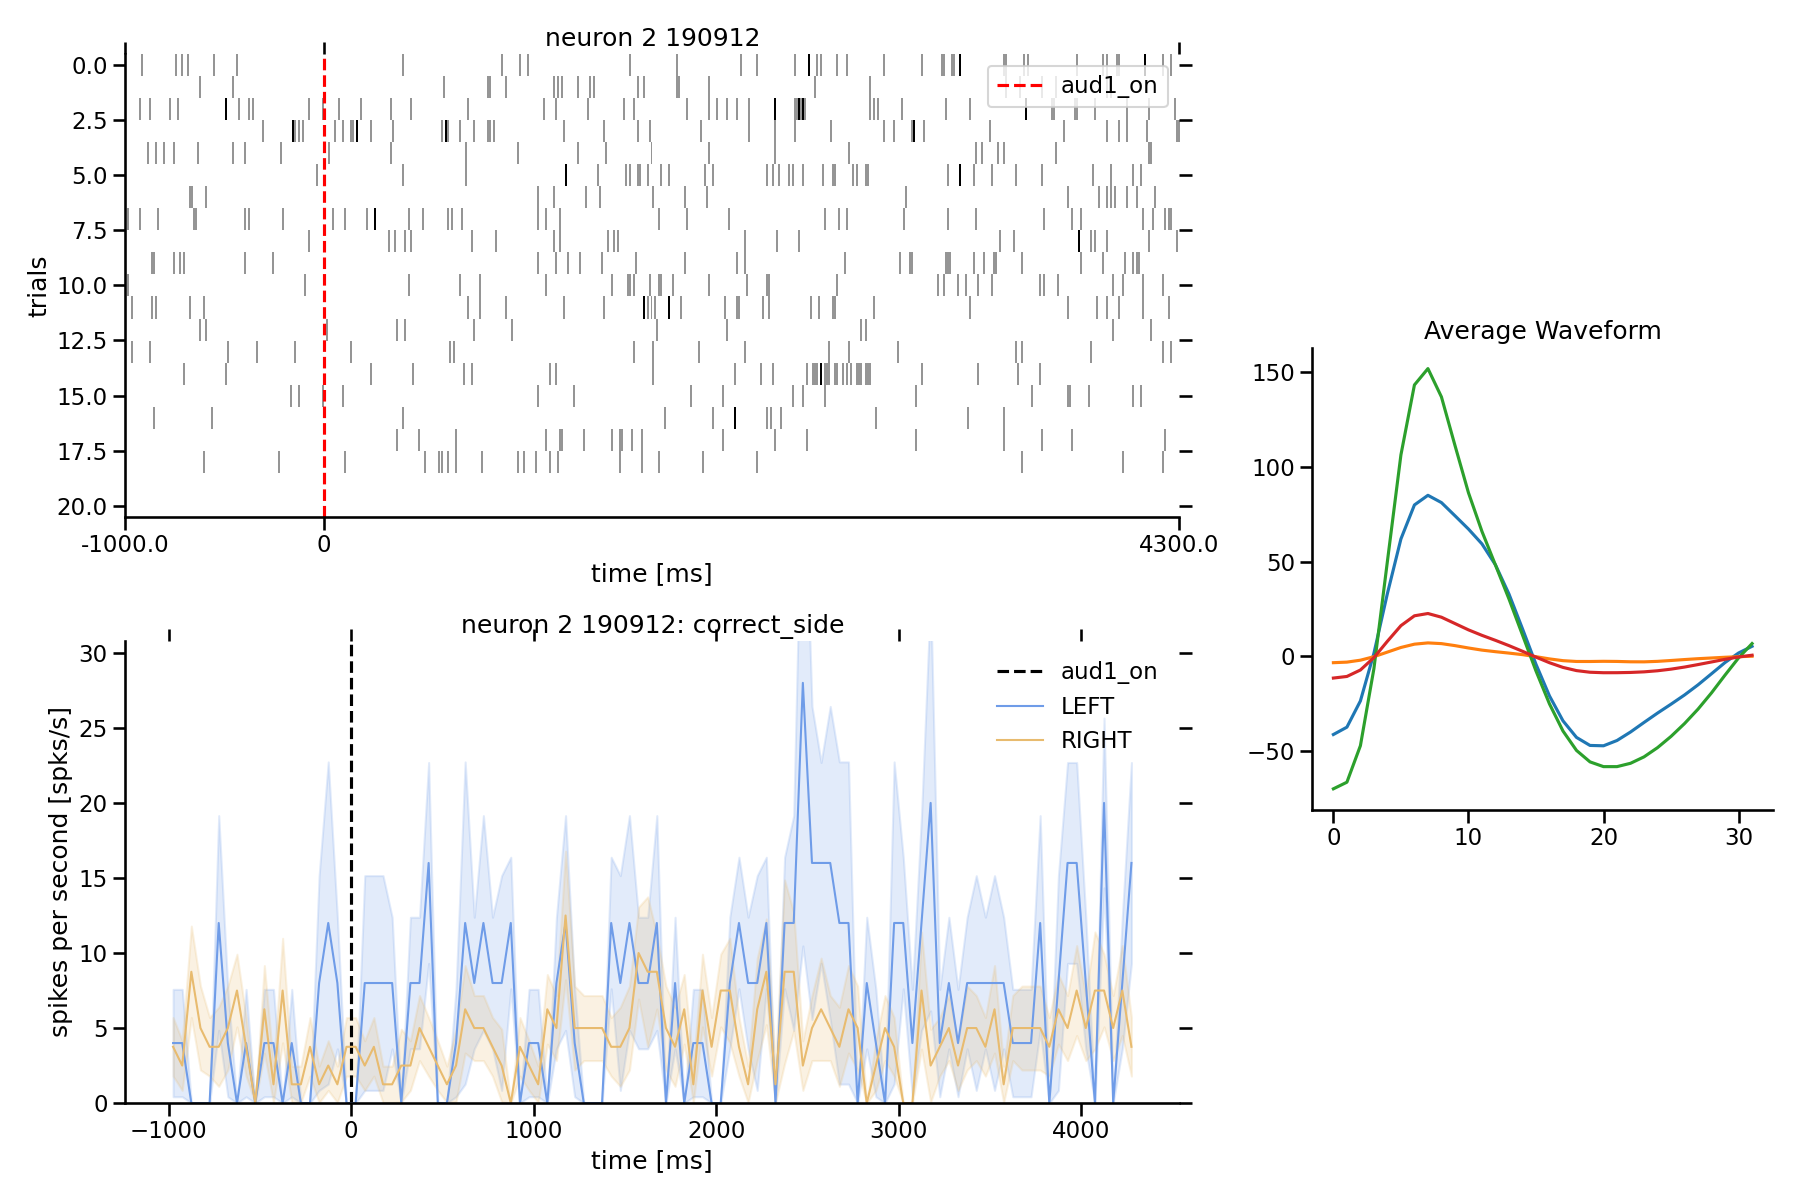 neuron 2 190912
0.0
2.5
5.0
7.5
10.0
12.5
15.0
17.5
20.0
trials
aud1_on
-1000.0 0 4300.0
time [ms]
neuron 2 190912: correct_side
30
25
20
15
10
5
0
spikes per second [spks/s]
aud1_on
LEFT
RIGHT
−1000 0 1000 2000 3000 4000
time [ms]
Average Waveform
150
100
50
0
−50
0 10 20 30